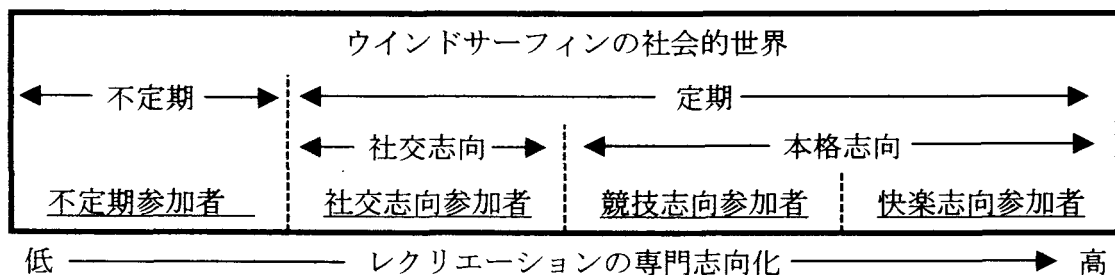 ウインドサーフィンの社会的世界
不定期 定期
社交志向 本格志向
不定期参加者 社交志向参加者 競技志向参加者 快楽志向参加者
低 レクリエーションの専門志向化 高